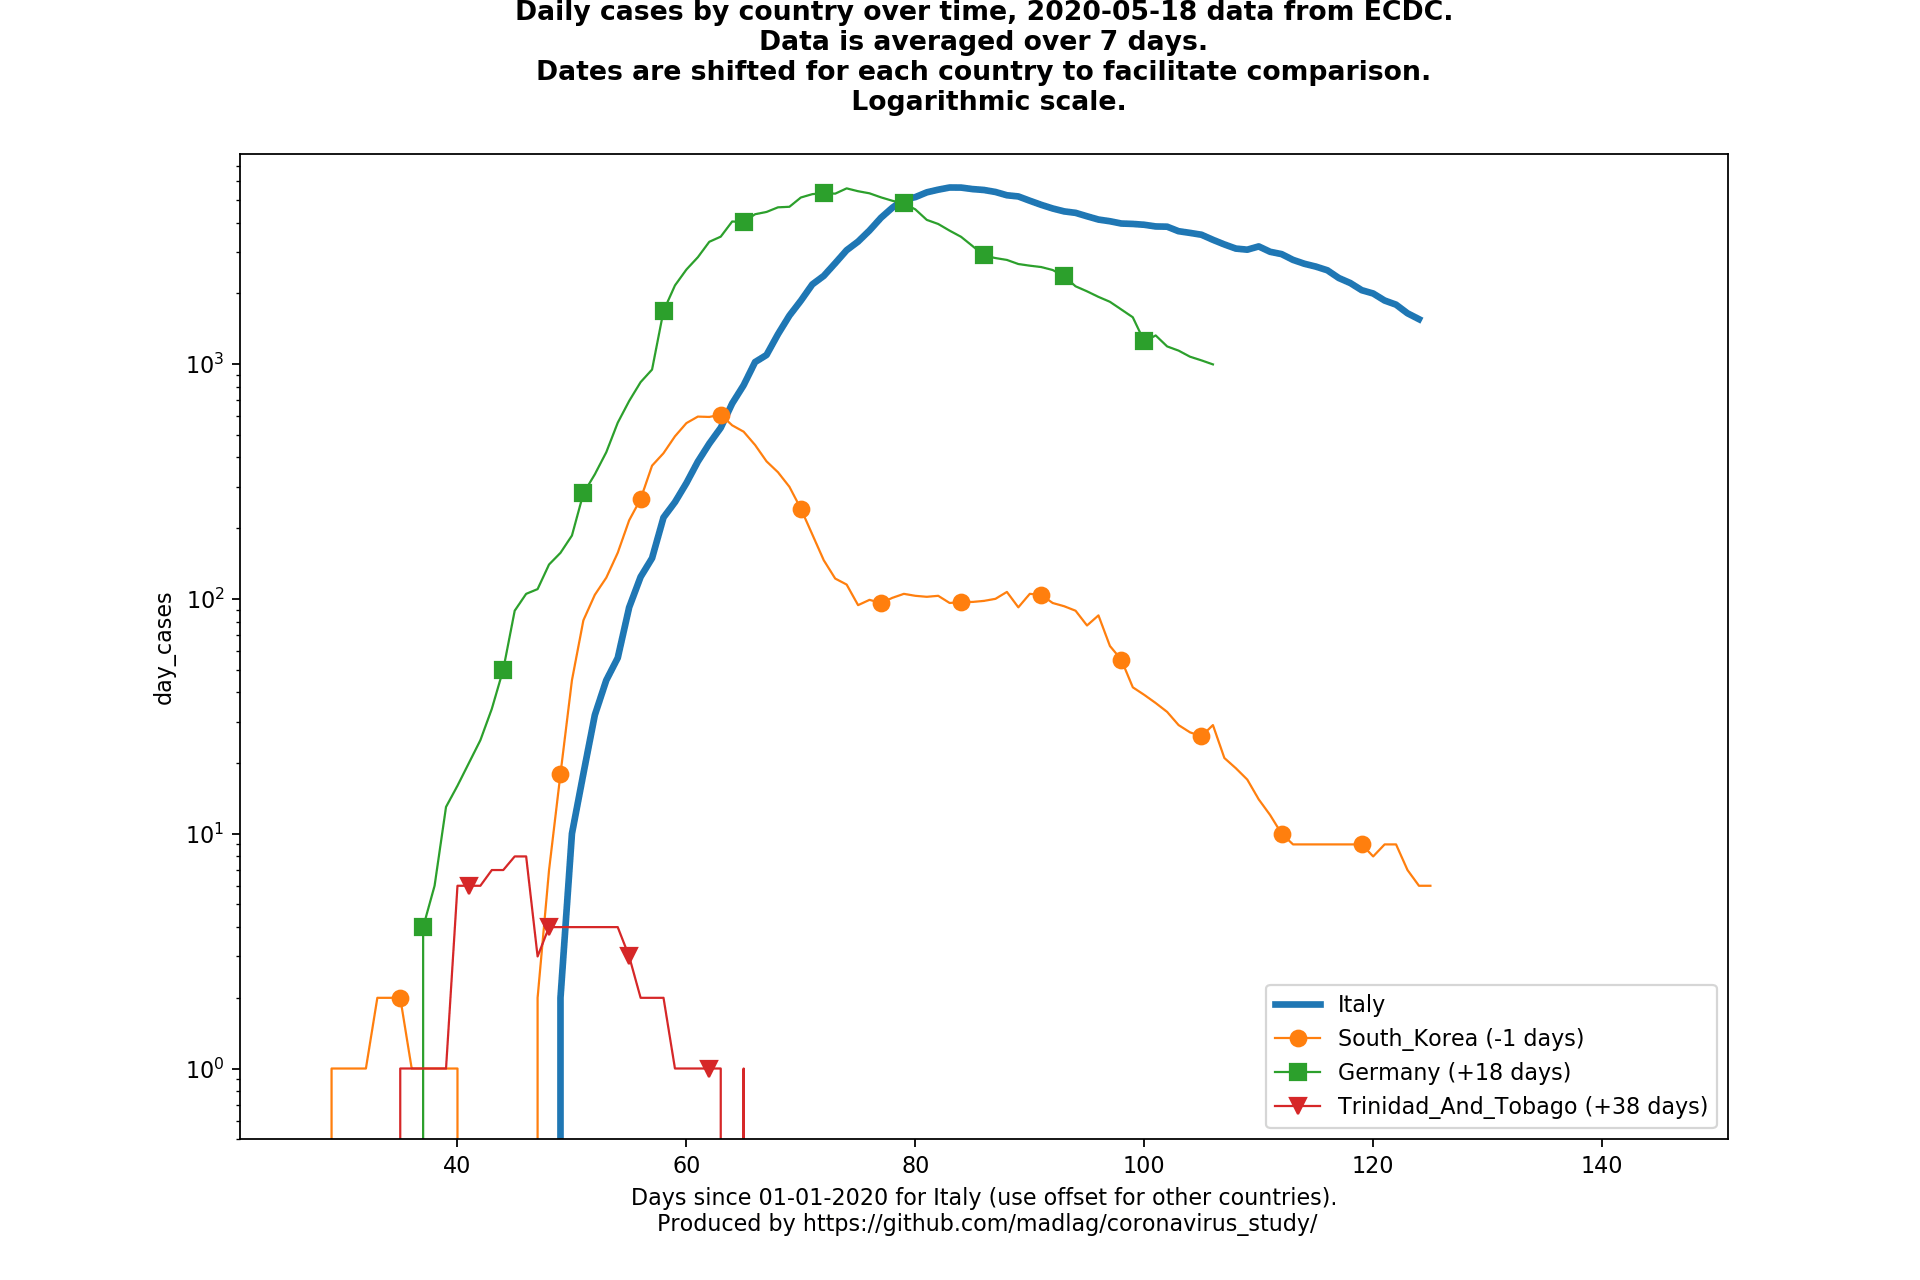 Daily cases by country over time, 2020-05-18 data from ECDC.
Data is averaged over 7 days.
Dates are shifted for each country to facilitate comparison.
Logarithmic scale.
10³
10²
10¹
10⁰
day_cases
40 60 80 100 120 140
Days since 01-01-2020 for Italy (use offset for other countries).
Produced by https://github.com/madlag/coronavirus_study/
Italy
South_Korea (-1 days)
Germany (+18 days)
Trinidad_And_Tobago (+38 days)